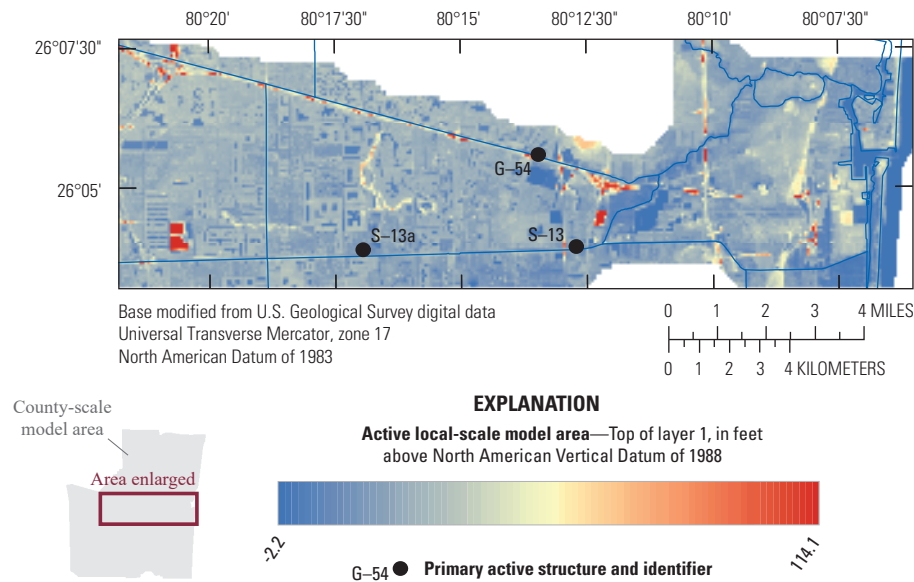 80°20' 80°17'30" 80°15' 80°12'30" 80°10' 80°07'30"
26°07'30"
G–54
26°05'
S–13a
S–13
Base modified from U.S. Geological Survey digital data
Universal Transverse Mercator, zone 17
North American Datum of 1983
0 1 2 3 4 MILES
0 1 2 3 4 KILOMETERS
EXPLANATION
County-scale
model area
Area enlarged
Active local-scale model area—Top of layer 1, in feet
above North American Vertical Datum of 1988
-2.2 114.1
G–54 Primary active structure and identifier